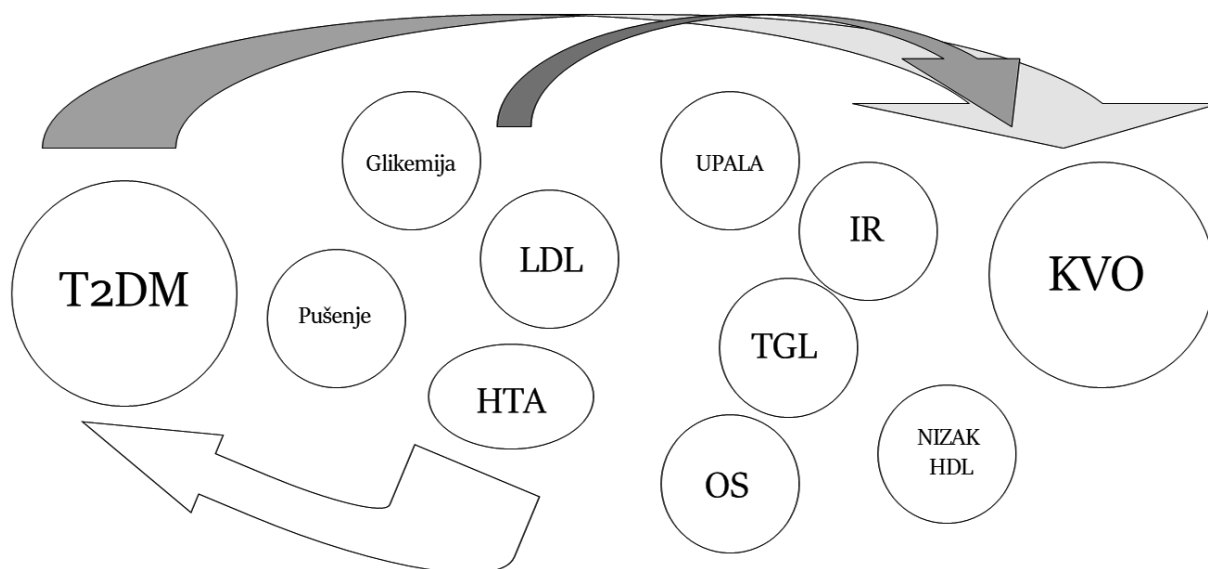 Glikemija
UPALA
IR
LDL
KVO
T2DM
Pušenje
TGL
HTA
NIZAK
HDL
OS